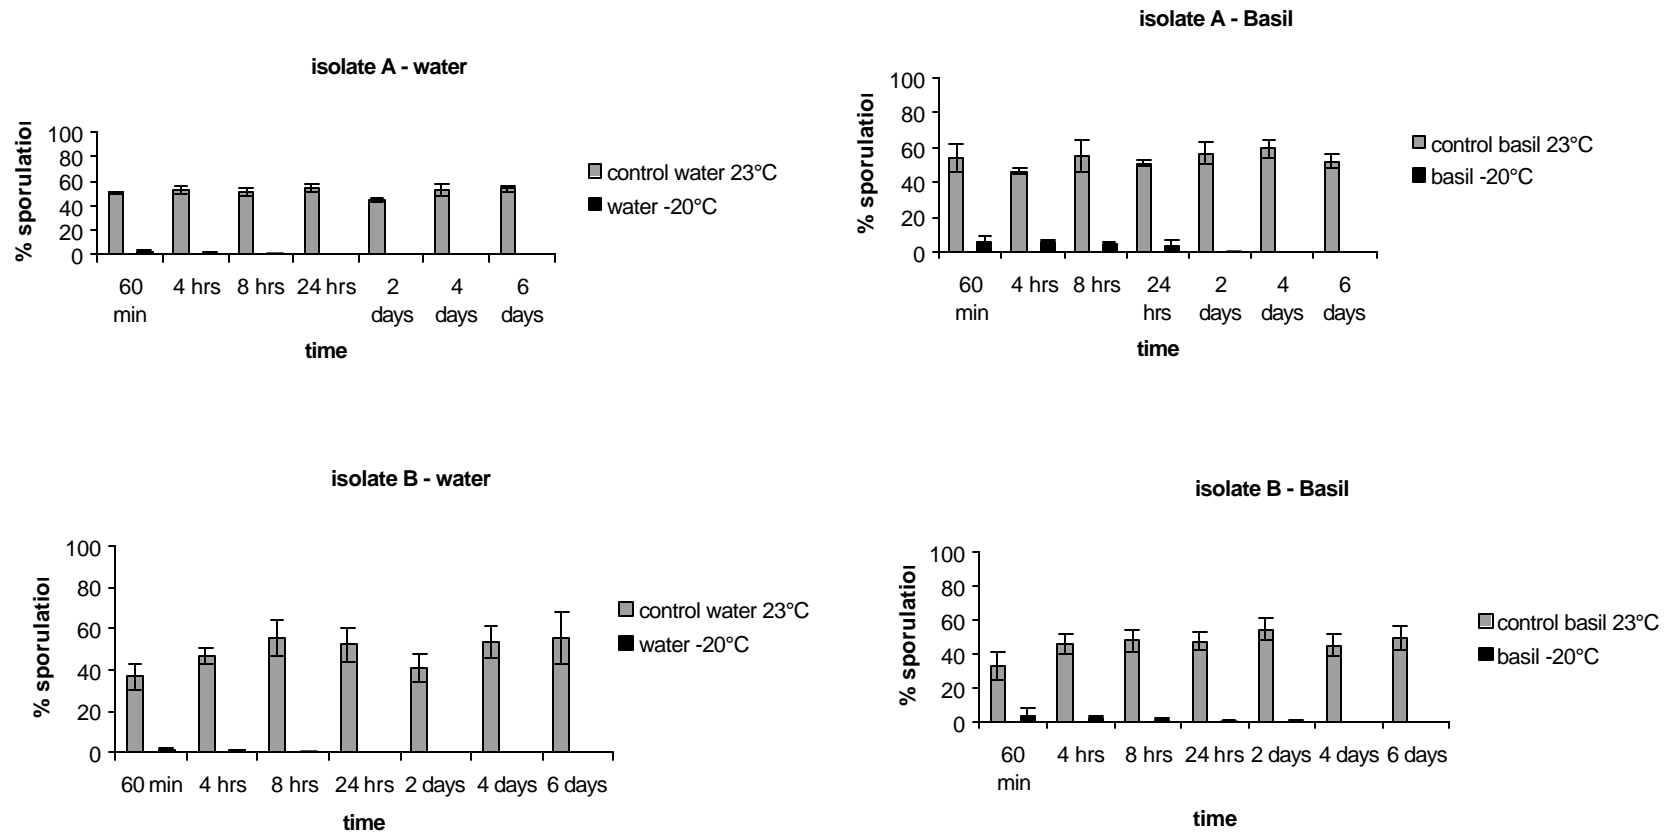 isolate A - water
% sporulation
100
80
60
40
20
0
60 min
4 hrs
8 hrs
24 hrs
2 days
4 days
6 days
time
control water 23°C
water -20°C
isolate A - Basil
% sporulation
100
80
60
40
20
0
60 min
4 hrs
8 hrs
24 hrs
2 days
4 days
6 days
time
control basil 23°C
basil -20°C
isolate B - water
% sporulation
100
80
60
40
20
0
60 min
4 hrs
8 hrs
24 hrs
2 days
4 days
6 days
time
control water 23°C
water -20°C
isolate B - Basil
% sporulation
100
80
60
40
20
0
60 min
4 hrs
8 hrs
24 hrs
2 days
4 days
6 days
time
control basil 23°C
basil -20°C